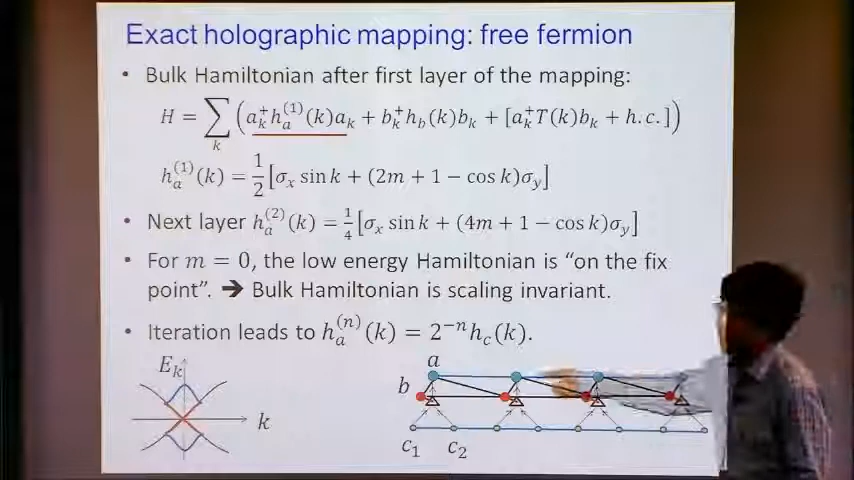 Exact holographic mapping: free fermion
• Bulk Hamiltonian after first layer of the mapping:
H = ∑_k (a_k^+ h_a^{(1)}(k)a_k + b_k^+ h_b(k)b_k + [a_k^+ T(k)b_k + h.c.])
h_a^{(1)}(k) = 1/2 [σ_x sin k + (2m + 1 − cos k)σ_y]
• Next layer h_a^{(2)}(k) = 1/4 [σ_x sin k + (4m + 1 − cos k)σ_y]
• For m = 0, the low energy Hamiltonian is “on the fix
point”. ➔ Bulk Hamiltonian is scaling invariant.
• Iteration leads to h_a^{(n)}(k) = 2^{−n}h_c(k).
E_k
k
a
b
c_1 c_2